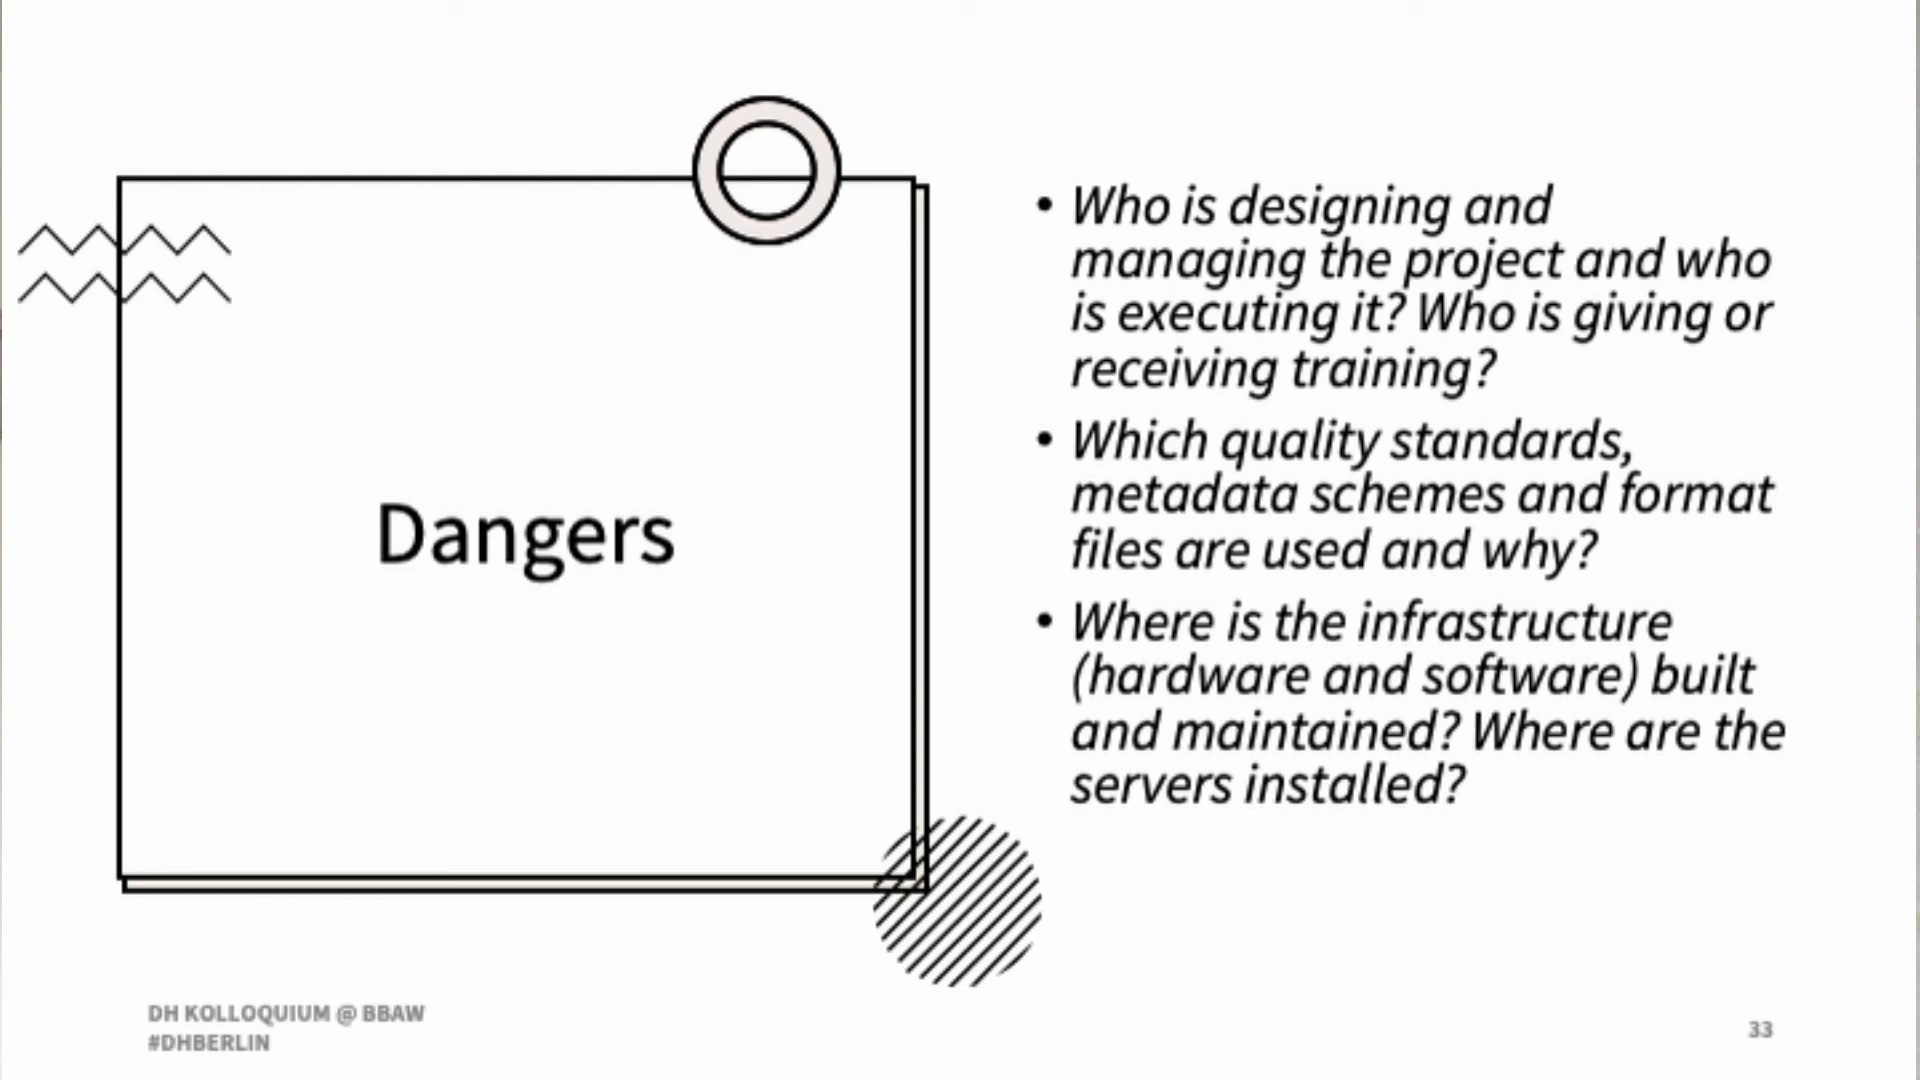 Dangers
• Who is designing and
managing the project and who
is executing it? Who is giving or
receiving training?
• Which quality standards,
metadata schemes and format
files are used and why?
• Where is the infrastructure
(hardware and software) built
and maintained? Where are the
servers installed?
DH KOLLOQUIUM @ BBAW
#DHBERLIN
33